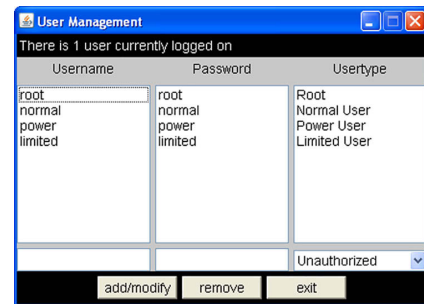 User Management
There is 1 user currently logged on
Username Password Usertype
root root Root
normal normal Normal User
power power Power User
limited limited Limited User
Unauthorized
add/modify remove exit